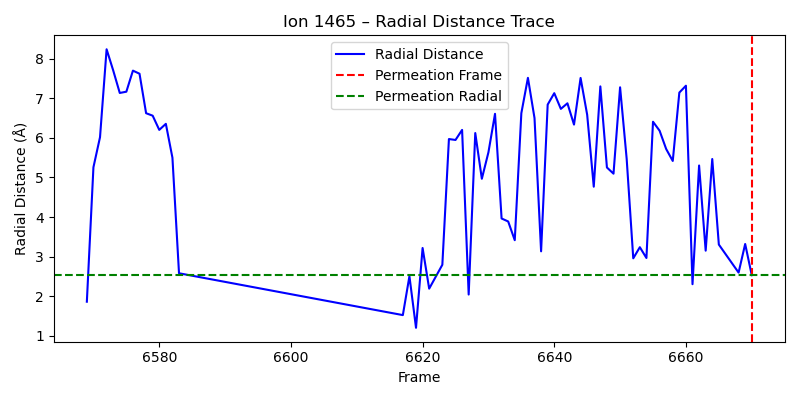 Ion 1465 – Radial Distance Trace
Radial Distance
Permeation Frame
Permeation Radial
Radial Distance (Å)
8
7
6
5
4
3
2
1
6580
6600
6620
6640
6660
Frame